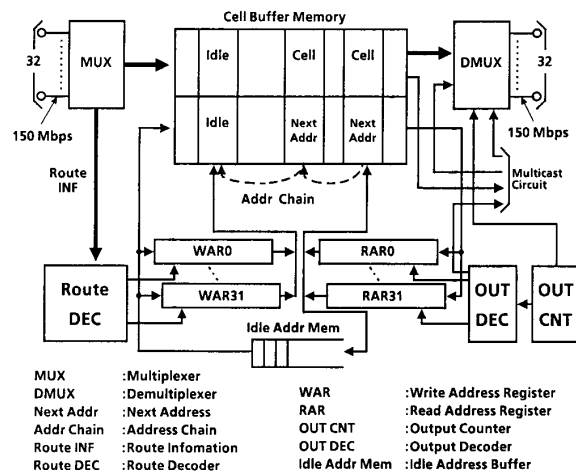 Cell Buffer Memory
32
MUX
150 Mbps
Idle
Cell
Cell
Idle
Next Addr
Next Addr
DMUX
32
150 Mbps
Route INF
Multicast Circuit
Addr Chain
WAR0
WAR31
RAR0
RAR31
Route DEC
OUT DEC
OUT CNT
Idle Addr Mem
MUX :Multiplexer
DMUX :Demultiplexer
Next Addr :Next Address
Addr Chain :Address Chain
Route INF :Route Infomation
Route DEC :Route Decoder
WAR :Write Address Register
RAR :Read Address Register
OUT CNT :Output Counter
OUT DEC :Output Decoder
Idle Addr Mem :Idle Address Buffer